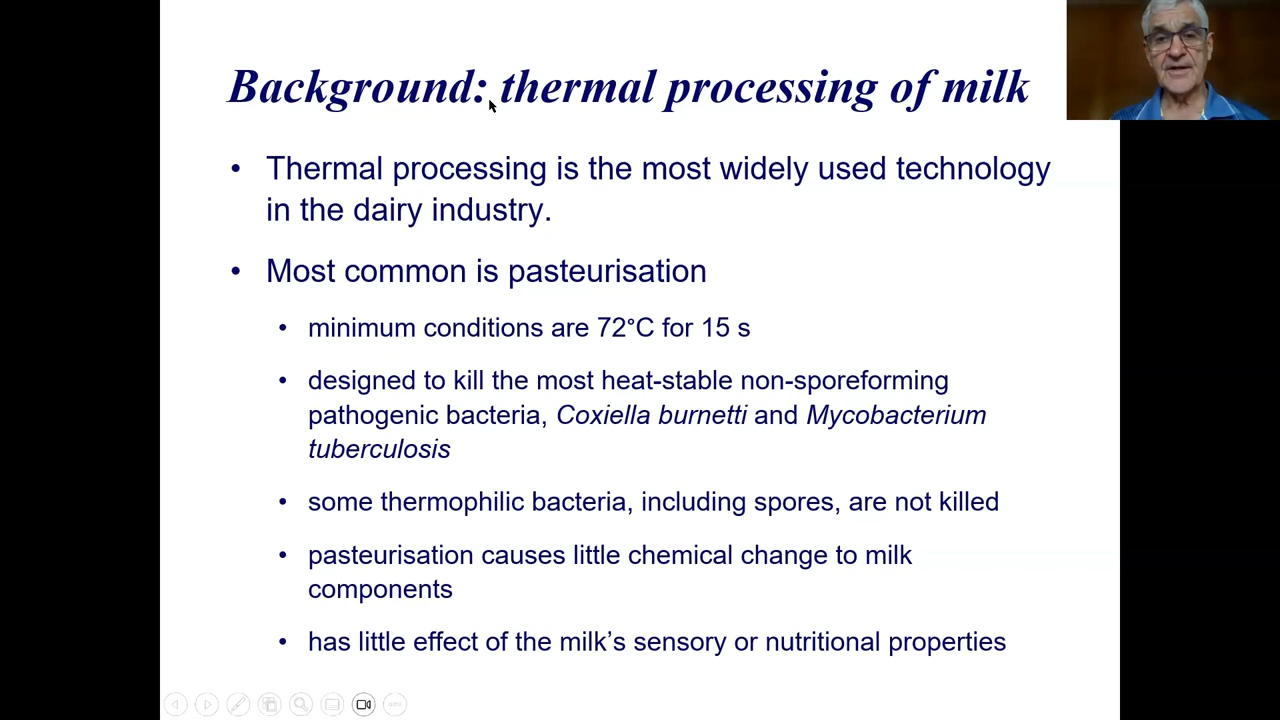 Background: thermal processing of milk
• Thermal processing is the most widely used technology
in the dairy industry.
• Most common is pasteurisation
• minimum conditions are 72°C for 15 s
• designed to kill the most heat-stable non-sporeforming
pathogenic bacteria, Coxiella burnetti and Mycobacterium
tuberculosis
• some thermophilic bacteria, including spores, are not killed
• pasteurisation causes little chemical change to milk
components
• has little effect of the milk's sensory or nutritional properties